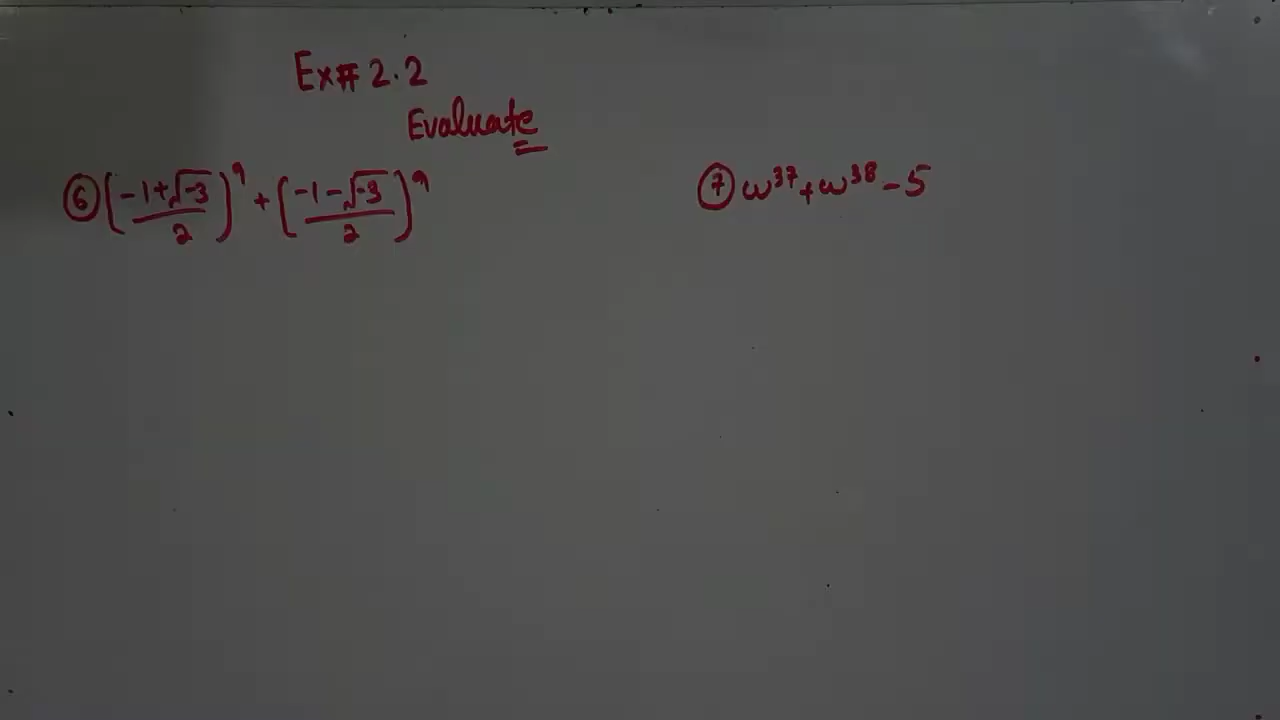 Ex# 2.2
Evaluate
⑥ ((-1+√-3)/2)^9 + ((-1-√-3)/2)^9
⑦ ω^37 + ω^38 - 5